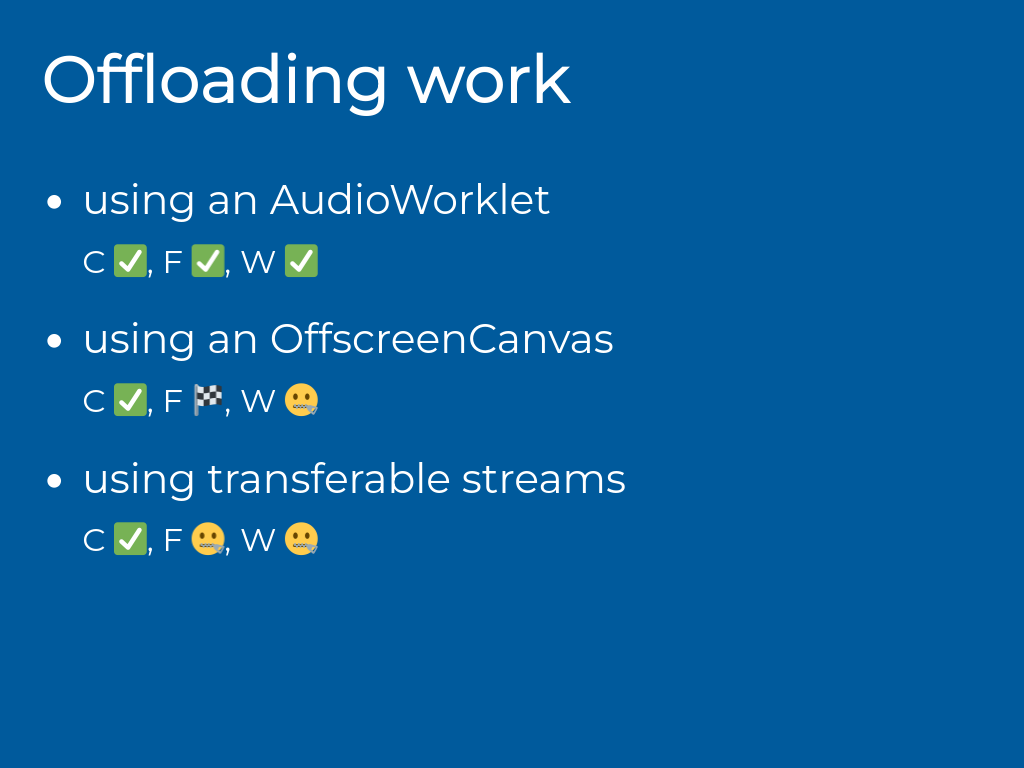 Offloading work
• using an AudioWorklet
C ✅, F ✅, W ✅
• using an OffscreenCanvas
C ✅, F 🏁, W 🤐
• using transferable streams
C ✅, F 🤐, W 🤐